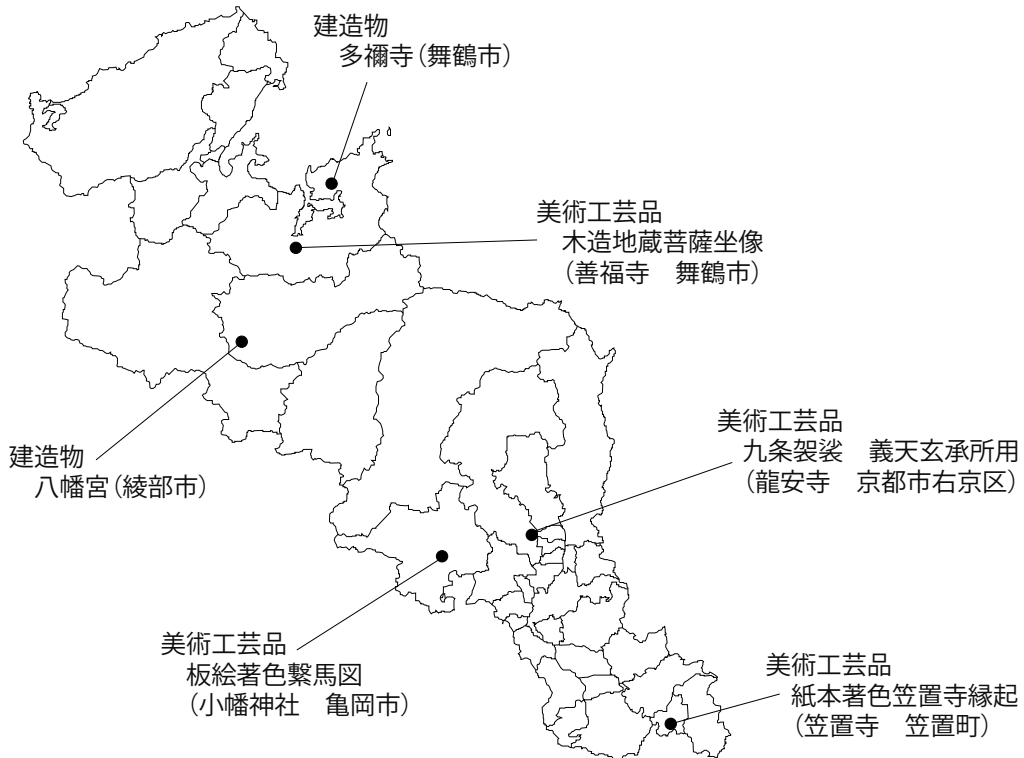 建造物
多禰寺(舞鶴市)
美術工芸品
木造地蔵菩薩坐像
(善福寺　舞鶴市)
美術工芸品
九条袈裟　義天玄承所用
(龍安寺　京都市右京区)
建造物
八幡宮(綾部市)
美術工芸品
板絵著色繋馬図
(小幡神社　亀岡市)
美術工芸品
紙本著色笠置寺縁起
(笠置寺　笠置町)